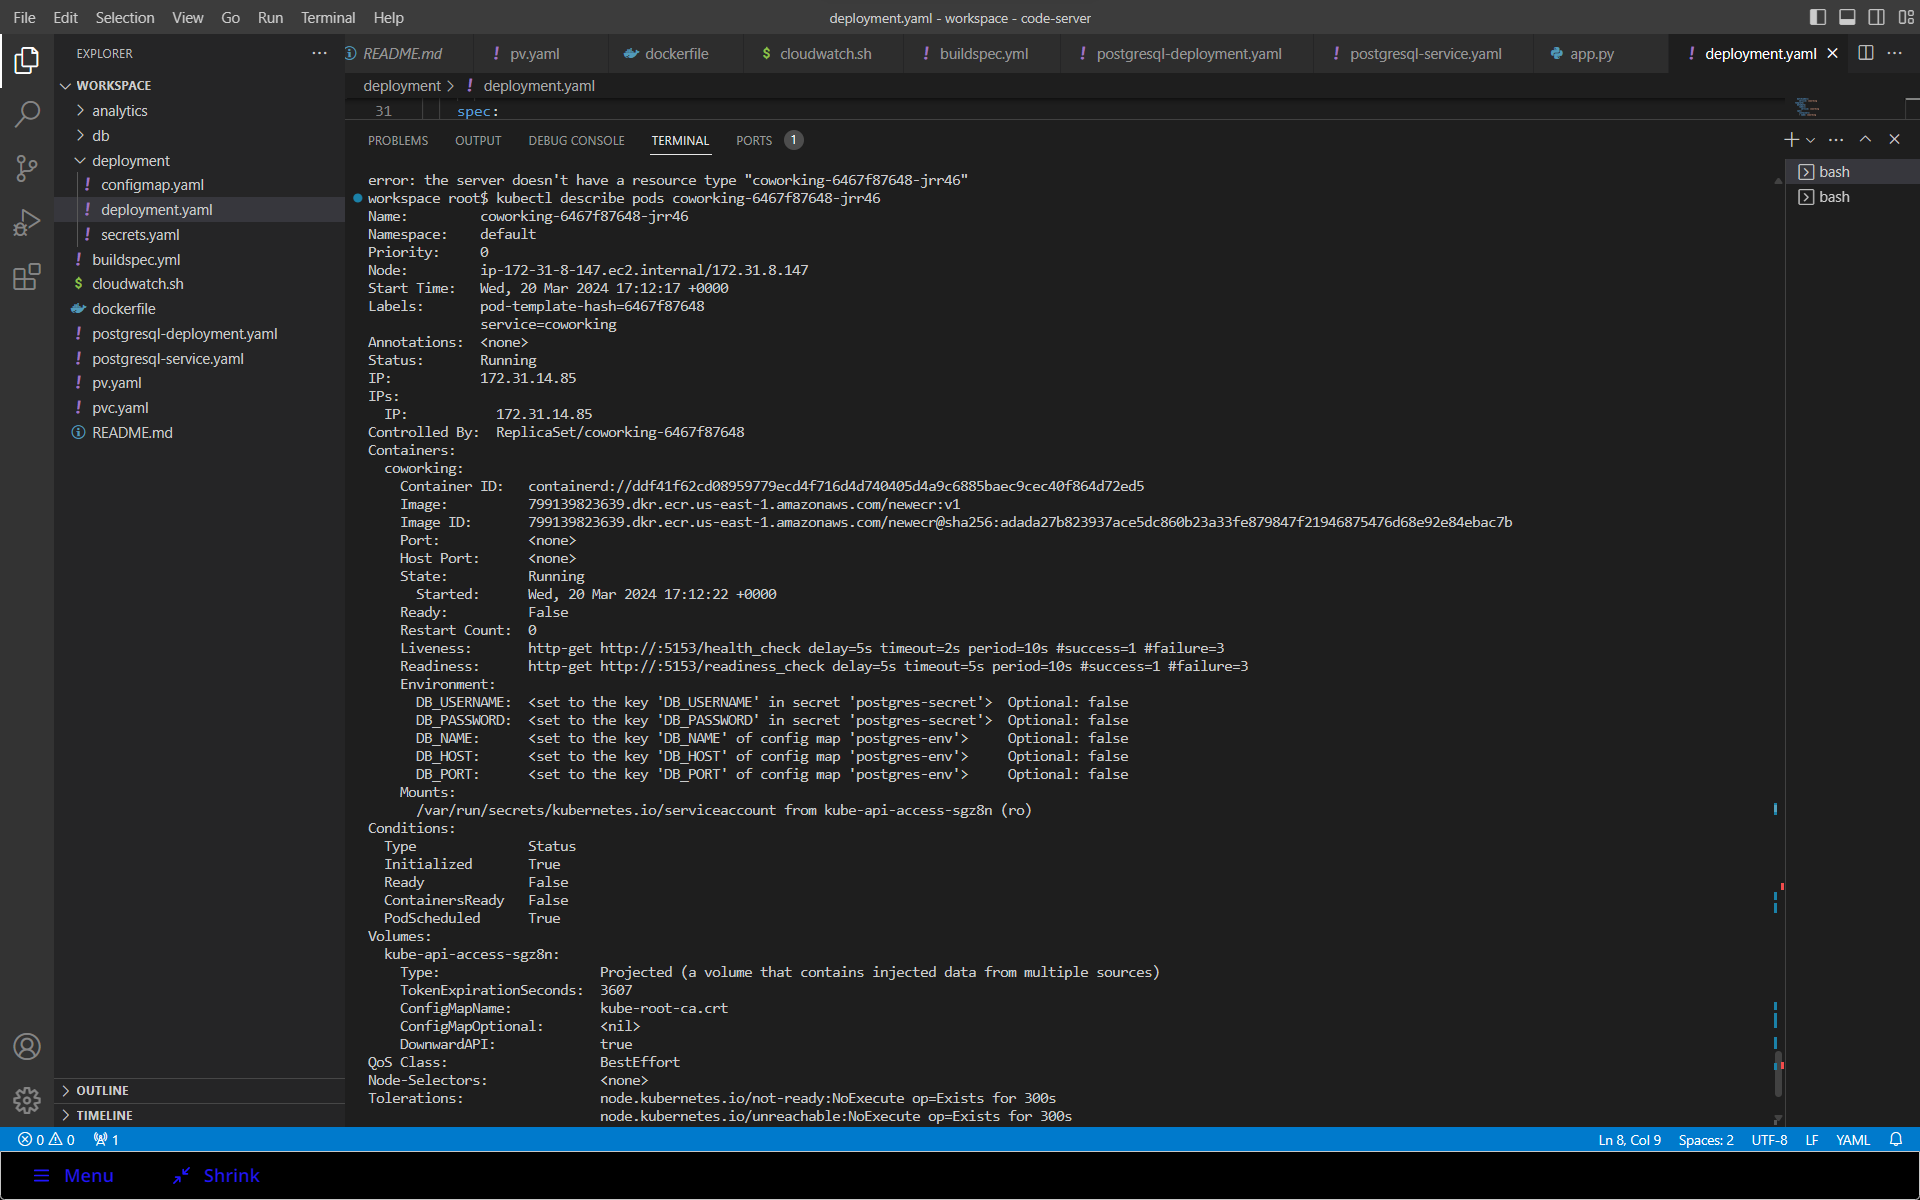 File Edit Selection View Go Run Terminal Help
deployment.yaml - workspace - code-server
EXPLORER
README.md
pv.yaml
dockerfile
cloudwatch.sh
buildspec.yml
postgresql-deployment.yaml
postgresql-service.yaml
app.py
deployment.yaml
WORKSPACE
analytics
db
deployment
configmap.yaml
deployment.yaml
secrets.yaml
buildspec.yml
cloudwatch.sh
dockerfile
postgresql-deployment.yaml
postgresql-service.yaml
pv.yaml
pvc.yaml
README.md
OUTLINE
TIMELINE
deployment > deployment.yaml
31 spec:
PROBLEMS OUTPUT DEBUG CONSOLE TERMINAL PORTS 1
bash
bash
error: the server doesn't have a resource type "coworking-6467f87648-jrr46"
workspace root$ kubectl describe pods coworking-6467f87648-jrr46
Name: coworking-6467f87648-jrr46
Namespace: default
Priority: 0
Node: ip-172-31-8-147.ec2.internal/172.31.8.147
Start Time: Wed, 20 Mar 2024 17:12:17 +0000
Labels: pod-template-hash=6467f87648
service=coworking
Annotations: <none>
Status: Running
IP: 172.31.14.85
IPs:
IP: 172.31.14.85
Controlled By: ReplicaSet/coworking-6467f87648
Containers:
coworking:
Container ID: containerd://ddf41f62cd08959779ecd4f716d4d740405d4a9c6885baec9cec40f864d72ed5
Image: 799139823639.dkr.ecr.us-east-1.amazonaws.com/newecr:v1
Image ID: 799139823639.dkr.ecr.us-east-1.amazonaws.com/newecr@sha256:adada27b823937ace5dc860b23a33fe879847f21946875476d68e92e84ebac7b
Port: <none>
Host Port: <none>
State: Running
Started: Wed, 20 Mar 2024 17:12:22 +0000
Ready: False
Restart Count: 0
Liveness: http-get http://:5153/health_check delay=5s timeout=2s period=10s #success=1 #failure=3
Readiness: http-get http://:5153/readiness_check delay=5s timeout=5s period=10s #success=1 #failure=3
Environment:
DB_USERNAME: <set to the key 'DB_USERNAME' in secret 'postgres-secret'> Optional: false
DB_PASSWORD: <set to the key 'DB_PASSWORD' in secret 'postgres-secret'> Optional: false
DB_NAME: <set to the key 'DB_NAME' of config map 'postgres-env'> Optional: false
DB_HOST: <set to the key 'DB_HOST' of config map 'postgres-env'> Optional: false
DB_PORT: <set to the key 'DB_PORT' of config map 'postgres-env'> Optional: false
Mounts:
/var/run/secrets/kubernetes.io/serviceaccount from kube-api-access-sgz8n (ro)
Conditions:
Type Status
Initialized True
Ready False
ContainersReady False
PodScheduled True
Volumes:
kube-api-access-sgz8n:
Type: Projected (a volume that contains injected data from multiple sources)
TokenExpirationSeconds: 3607
ConfigMapName: kube-root-ca.crt
ConfigMapOptional: <nil>
DownwardAPI: true
QoS Class: BestEffort
Node-Selectors: <none>
Tolerations: node.kubernetes.io/not-ready:NoExecute op=Exists for 300s
node.kubernetes.io/unreachable:NoExecute op=Exists for 300s
0 0 1
Ln 8, Col 9 Spaces: 2 UTF-8 LF YAML
Menu Shrink